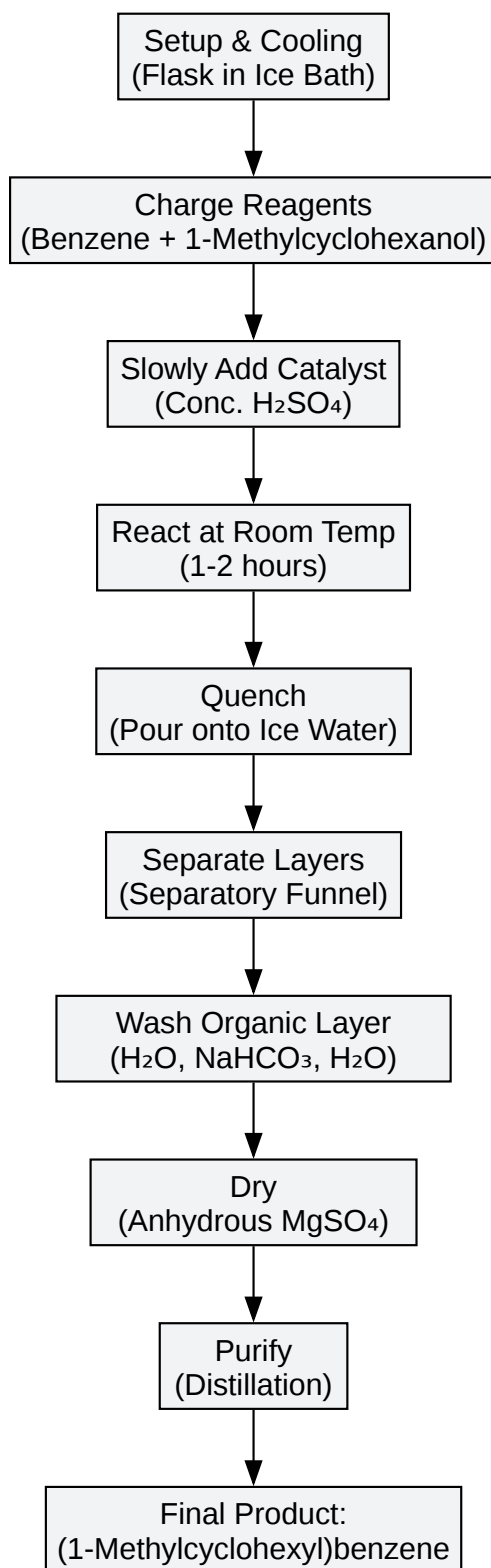 Setup & Cooling
(Flask in Ice Bath)
Charge Reagents
(Benzene + 1-Methylcyclohexanol)
Slowly Add Catalyst
(Conc. H₂SO₄)
React at Room Temp
(1-2 hours)
Quench
(Pour onto Ice Water)
Separate Layers
(Separatory Funnel)
Wash Organic Layer
(H₂O, NaHCO₃, H₂O)
Dry
(Anhydrous MgSO₄)
Purify
(Distillation)
Final Product:
(1-Methylcyclohexyl)benzene